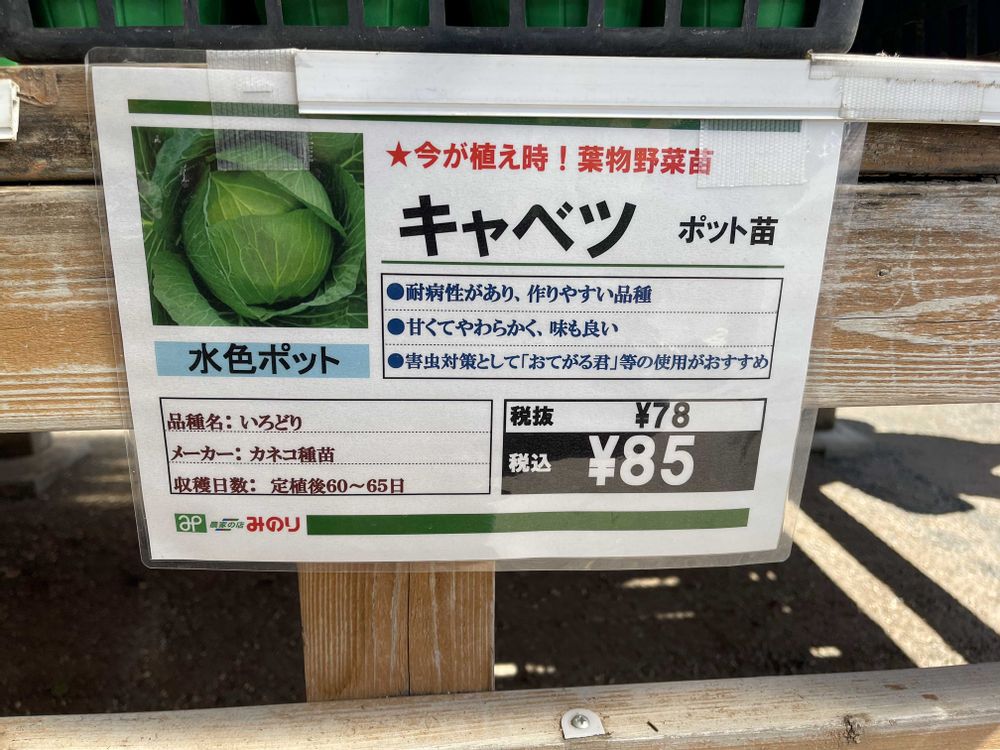 ★今が植え時！葉物野菜苗
キャベツ ポット苗
●耐病性があり、作りやすい品種
●甘くてやわらかく、味も良い
●害虫対策として「おてがる君」等の使用がおすすめ
水色ポット
品種名：いろどり
メーカー：カネコ種苗
収穫日数：定植後60～65日
税抜 ¥78
税込 ¥85
ap 農家の店 みのり